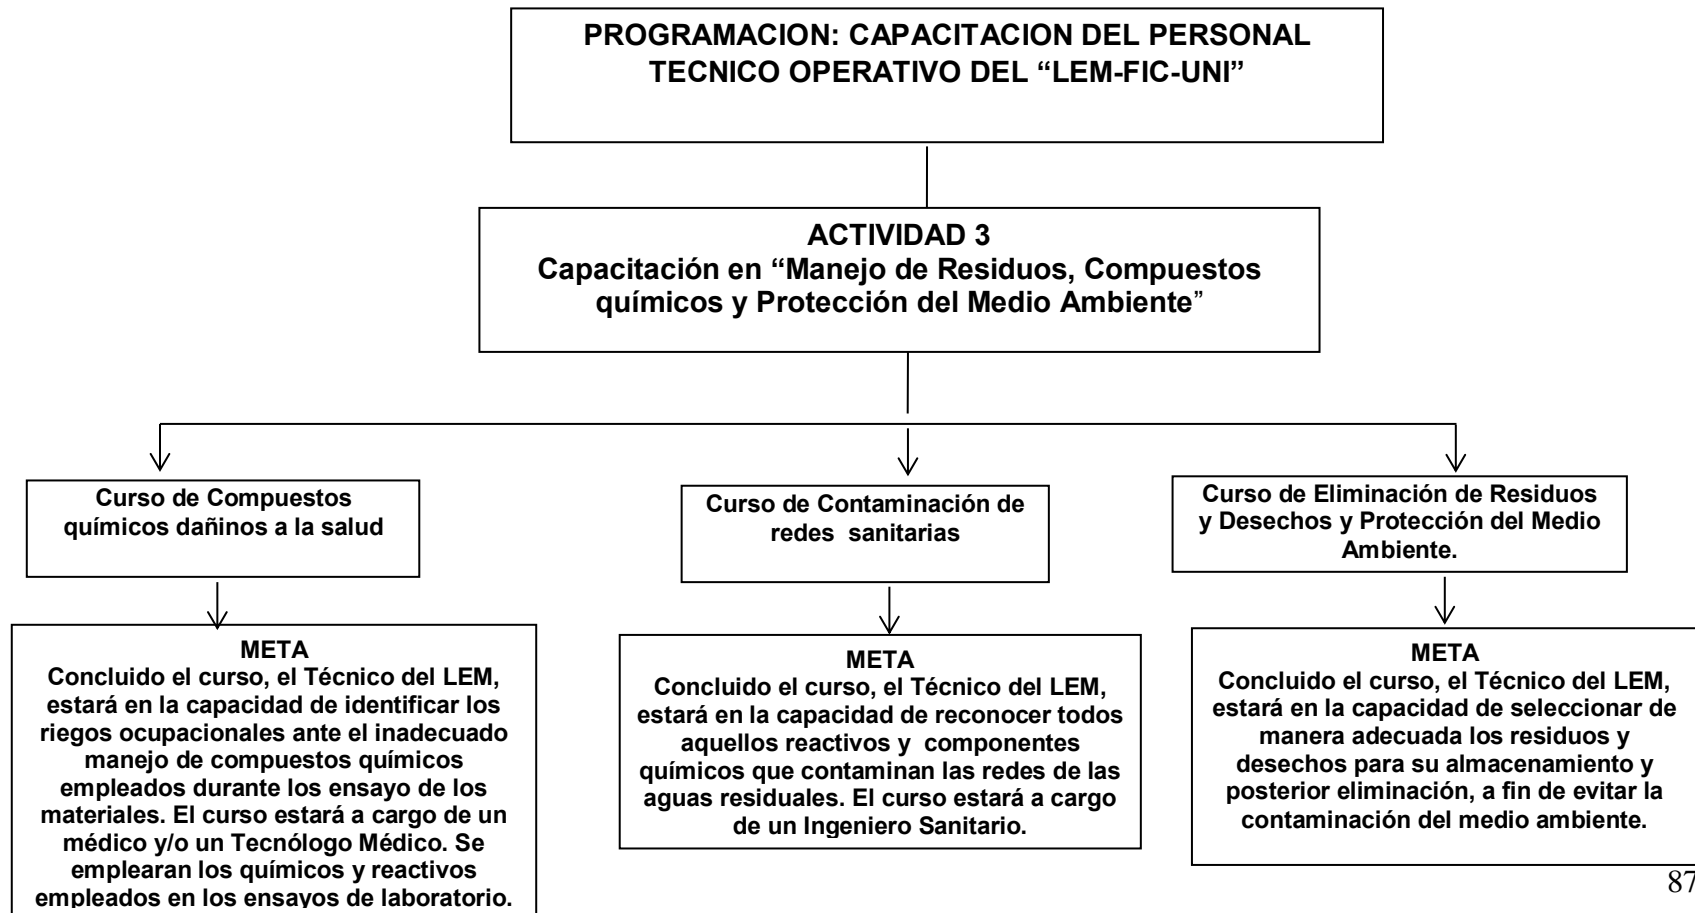 PROGRAMACION: CAPACITACION DEL PERSONAL
TECNICO OPERATIVO DEL “LEM-FIC-UNI”
ACTIVIDAD 3
Capacitación en “Manejo de Residuos, Compuestos
químicos y Protección del Medio Ambiente”
Curso de Compuestos
químicos dañinos a la salud
Curso de Contaminación de
redes sanitarias
Curso de Eliminación de Residuos
y Desechos y Protección del Medio
Ambiente.
META
Concluido el curso, el Técnico del LEM,
estará en la capacidad de identificar los
riegos ocupacionales ante el inadecuado
manejo de compuestos químicos
empleados durante los ensayo de los
materiales. El curso estará a cargo de un
médico y/o un Tecnólogo Médico. Se
emplearan los químicos y reactivos
empleados en los ensayos de laboratorio.
META
Concluido el curso, el Técnico del LEM,
estará en la capacidad de reconocer todos
aquellos reactivos y componentes
químicos que contaminan las redes de las
aguas residuales. El curso estará a cargo
de un Ingeniero Sanitario.
META
Concluido el curso, el Técnico del LEM,
estará en la capacidad de seleccionar de
manera adecuada los residuos y
desechos para su almacenamiento y
posterior eliminación, a fin de evitar la
contaminación del medio ambiente.
87